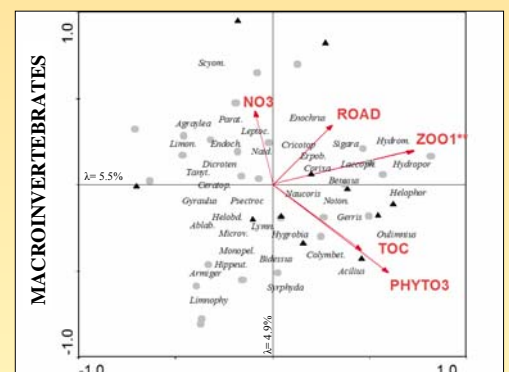 1.0
Scyom.
NO3
Parat.
Enochrus
ROAD
Agraylea
Leptoc.
Limon.
Endoch.
Naid.
Cricotop
Sigara
Hydrom.
ZOO1**
Dicroten
Erpob.
Corixa
Laccoph.
Hydropor
Tanyt.
λ= 5.5%
Ceratop.
Berosus
Helophor
Gyraulus
Psectroc
Naucoris
Noton.
Helobd.
Lymn.
Gerris
Ablab.
Microv.
Hygrobia
Oulimnius
Monopel.
Colymbet.
TOC
Hippeut.
Bidessus
Acilius
Armiger
PHYTO3
Syrphyda
Limnophy
MACROINVERTEBRATES
λ= 4.9%
-1.0
-1.0
1.0